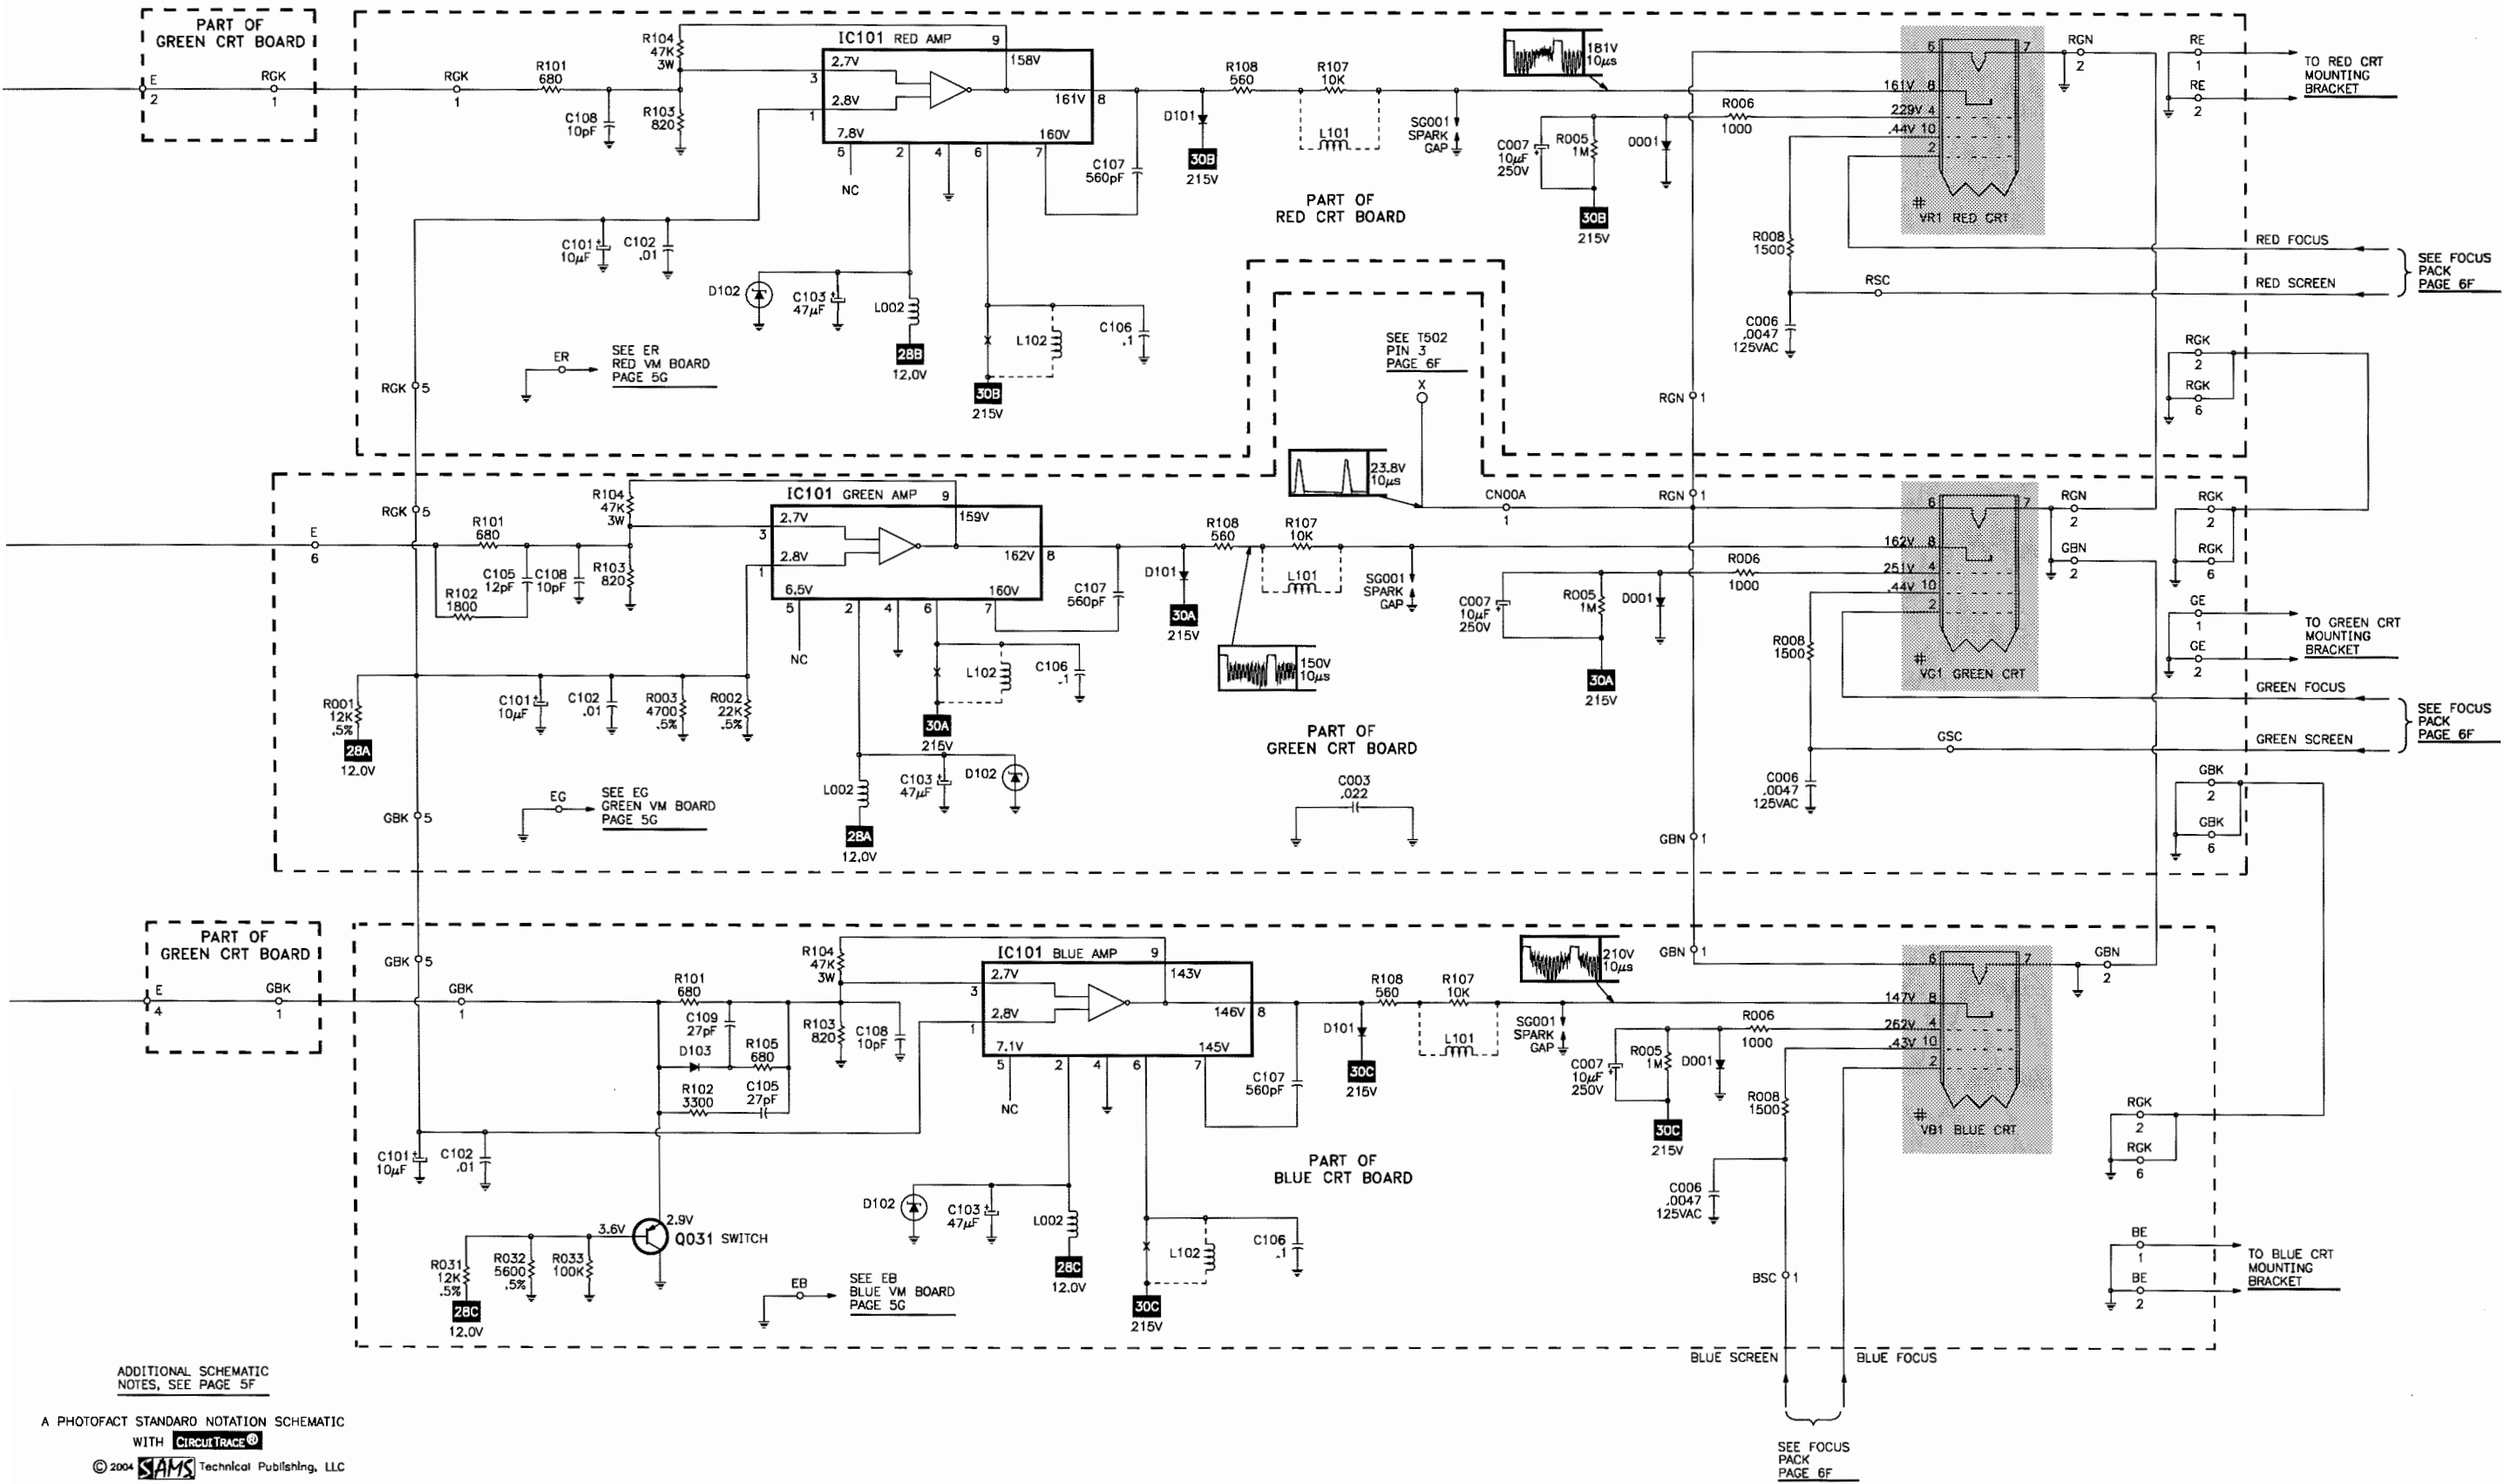 PART OF
GREEN CRT BOARD
E
2
RGK
1
RGK
1
R101
680
C108
10pF
R104
47K
3W
R103
820
IC101 RED AMP
9
158V
2.7V
3
2.8V
1
161V
8
7.8V
160V
5
2
4
6
7
NC
C107
560pF
D101
30B
215V
R108
560
R107
10K
L101
SG001
SPARK
GAP
181V
10µs
C007
10µF
250V
R005
1M
D001
30B
215V
R006
1000
6
7
161V 8
229V 4
.44V 10
2
#
VR1 RED CRT
RGN
2
RE
1
RE
2
TO RED CRT
MOUNTING
BRACKET
PART OF
RED CRT BOARD
C101
10µF
C102
.01
D102
C103
47µF
L002
28B
12.0V
L102
C106
.1
30B
215V
R008
1500
RSC
C006
.0047
125VAC
RED FOCUS
RED SCREEN
SEE FOCUS
PACK
PAGE 6F
RGK 5
ER
SEE ER
RED VM BOARD
PAGE 5G
SEE T502
PIN 3
PAGE 6F
X
RGN 1
RGK
2
RGK
6
RGK 5
E
6
R101
680
R102
1800
C105
12pF
C108
10pF
R104
47K
3W
R103
820
IC101 GREEN AMP
9
159V
2.7V
3
2.8V
1
162V
8
6.5V
160V
5
2
4
6
7
NC
C107
560pF
D101
30A
215V
R108
560
R107
10K
L101
SG001
SPARK
GAP
23.8V
10µs
150V
10µs
CN00A
1
RGN 1
C007
10µF
250V
R005
1M
D001
30A
215V
R006
1000
6
7
162V 8
251V 4
.44V 10
2
#
VG1 GREEN CRT
RGN
2
GBN
2
RGK
2
RGK
6
GE
1
GE
2
TO GREEN CRT
MOUNTING
BRACKET
R001
12K
.5%
28A
12.0V
C101
10µF
C102
.01
R003
4700
.5%
R002
22K
.5%
L102
C106
.1
30A
215V
L002
28A
12.0V
C103
47µF
D102
PART OF
GREEN CRT BOARD
C003
.022
R008
1500
GSC
C006
.0047
125VAC
GREEN FOCUS
GREEN SCREEN
SEE FOCUS
PACK
PAGE 6F
GBK 5
EG
SEE EG
GREEN VM BOARD
PAGE 5G
GBN 1
GBK
2
GBK
6
PART OF
GREEN CRT BOARD
E
4
GBK
1
GBK 5
GBK
1
R101
680
C109
27pF
D103
R105
680
R102
3300
C105
27pF
R104
47K
3W
R103
820
C108
10pF
IC101 BLUE AMP
9
143V
2.7V
3
2.8V
1
146V
8
7.1V
145V
5
2
4
6
7
NC
C107
560pF
D101
30C
215V
R108
560
R107
10K
L101
SG001
SPARK
GAP
210V
10µs
GBN 1
C007
10µF
250V
R005
1M
D001
30C
215V
R006
1000
6
7
147V 8
262V 4
.43V 10
2
#
VB1 BLUE CRT
GBN
2
RGK
2
RGK
6
C101
10µF
C102
.01
3.6V
2.9V
Q031 SWITCH
R031
12K
.5%
28C
12.0V
R032
5600
.5%
R033
100K
D102
C103
47µF
L002
28C
12.0V
L102
C106
.1
30C
215V
PART OF
BLUE CRT BOARD
R008
1500
C006
.0047
125VAC
BSC 1
EB
SEE EB
BLUE VM BOARD
PAGE 5G
BE
1
BE
2
TO BLUE CRT
MOUNTING
BRACKET
BLUE SCREEN
BLUE FOCUS
SEE FOCUS
PACK
PAGE 6F
ADDITIONAL SCHEMATIC
NOTES, SEE PAGE 5F
A PHOTOFACT STANDARD NOTATION SCHEMATIC
WITH CIRCUITRACE®
© 2004 SAMS Technical Publishing, LLC